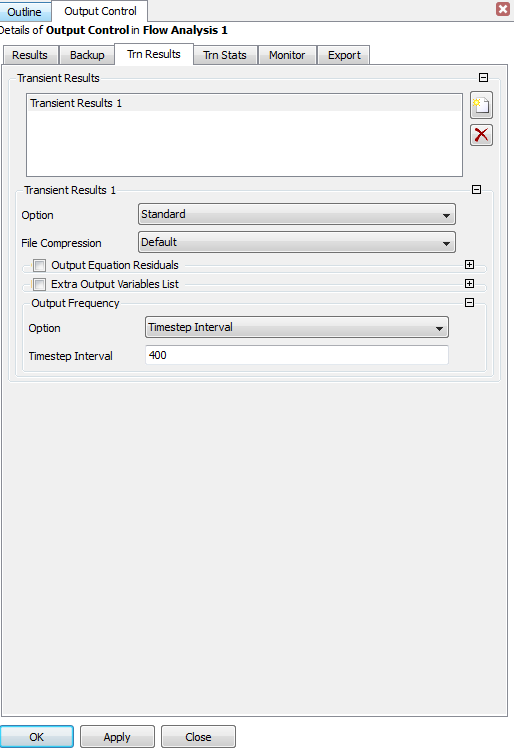 Outline Output Control
Details of Output Control in Flow Analysis 1
Results Backup Trn Results Trn Stats Monitor Export
Transient Results
Transient Results 1
Transient Results 1
Option Standard
File Compression Default
Output Equation Residuals
Extra Output Variables List
Output Frequency
Option Timestep Interval
Timestep Interval 400
OK Apply Close